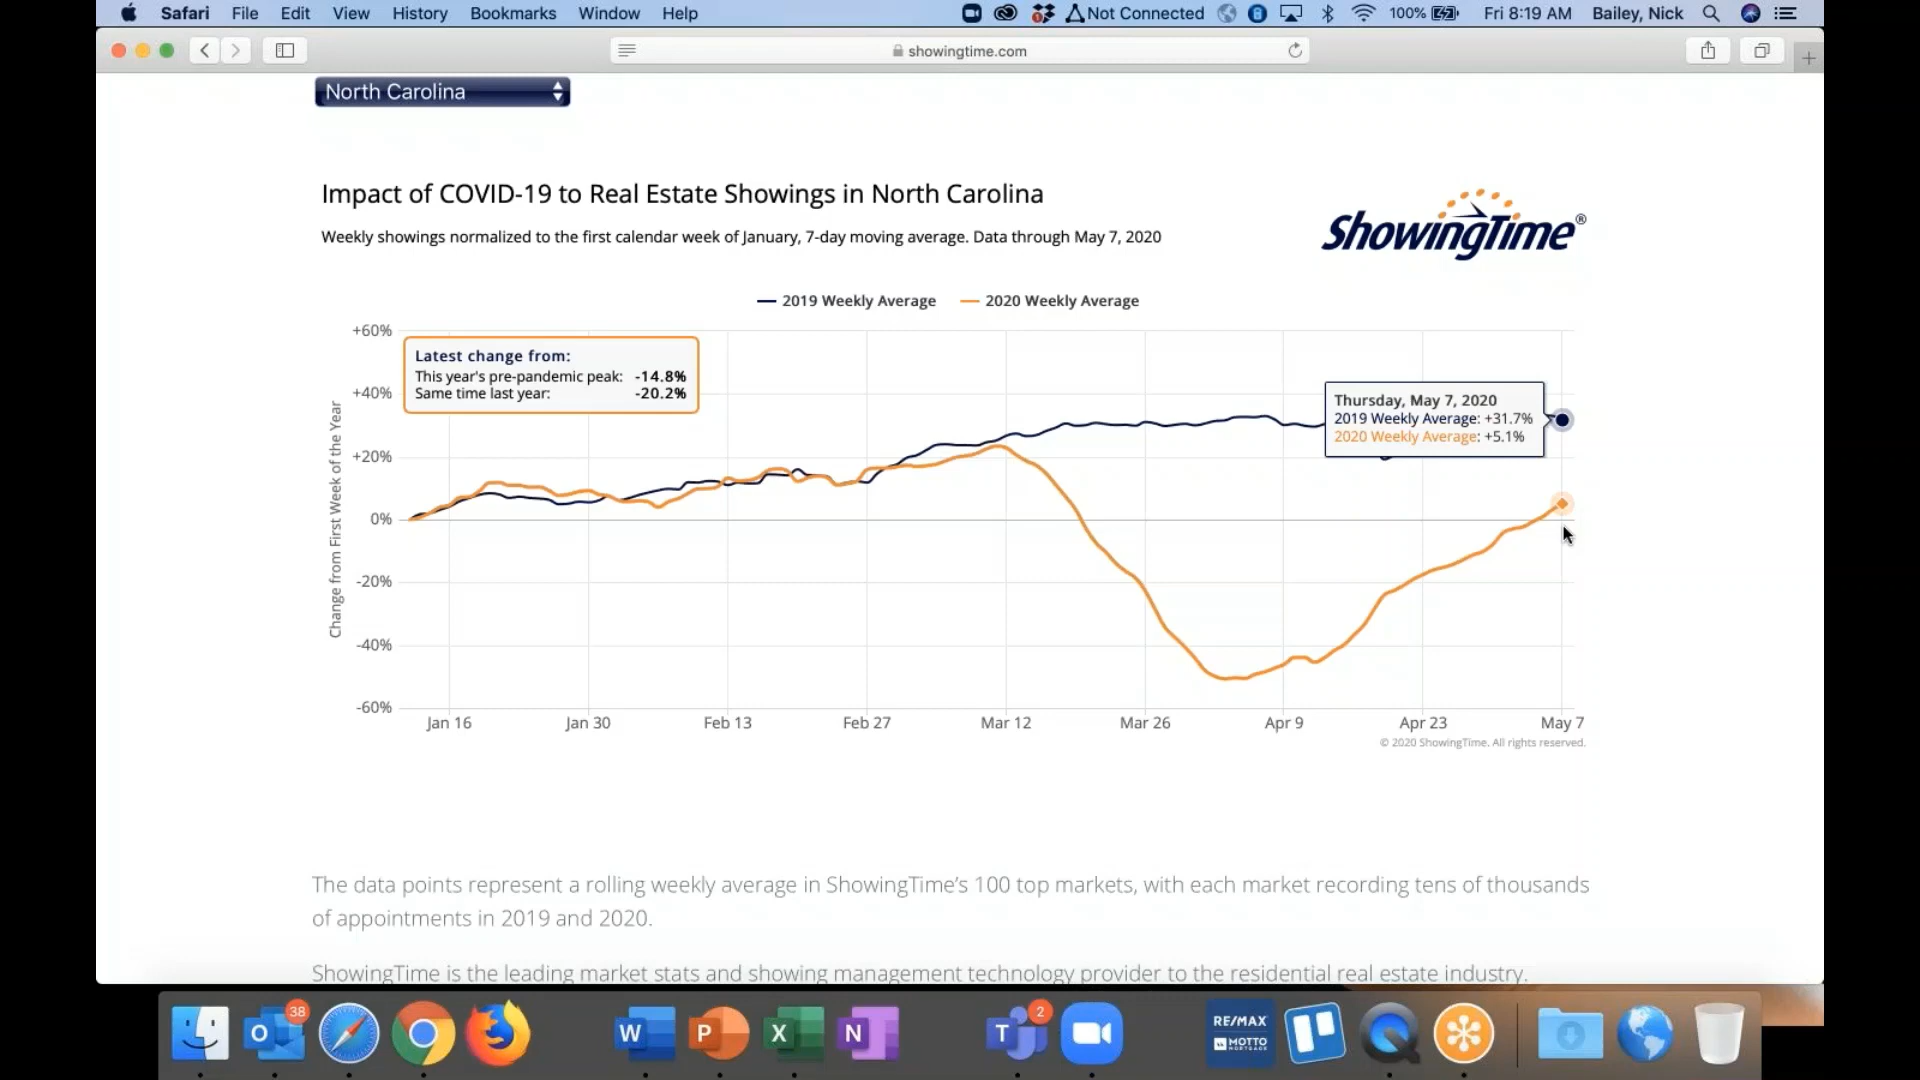 Safari File Edit View History Bookmarks Window Help Not Connected 100% Fri 8:19 AM Bailey, Nick
showingtime.com
North Carolina
Impact of COVID-19 to Real Estate Showings in North Carolina
Weekly showings normalized to the first calendar week of January, 7-day moving average. Data through May 7, 2020
ShowingTime®
2019 Weekly Average 2020 Weekly Average
Change from First Week of the Year
+60%
+40%
+20%
0%
-20%
-40%
-60%
Latest change from:
This year's pre-pandemic peak: -14.8%
Same time last year: -20.2%
Thursday, May 7, 2020
2019 Weekly Average: +31.7%
2020 Weekly Average: +5.1%
Jan 16 Jan 30 Feb 13 Feb 27 Mar 12 Mar 26 Apr 9 Apr 23 May 7
© 2020 ShowingTime. All rights reserved.
The data points represent a rolling weekly average in ShowingTime’s 100 top markets, with each market recording tens of thousands
of appointments in 2019 and 2020.
ShowingTime is the leading market stats and showing management technology provider to the residential real estate industry.
38
2
O W P X N T
RE/MAX
MOTTO
MORTGAGE